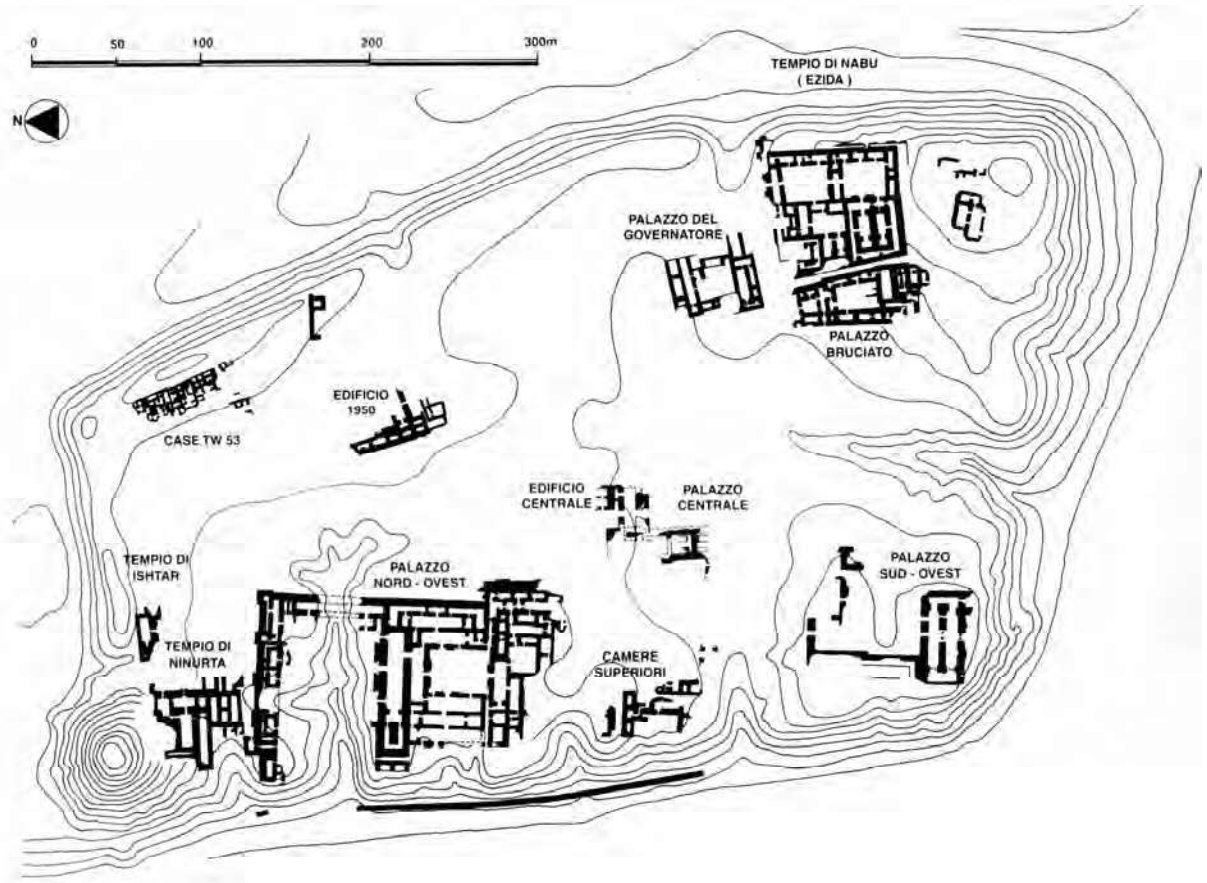 0 50 100 200 300m
N
TEMPIO DI NABU
( EZIDA )
PALAZZO DEL
GOVERNATORE
PALAZZO
BRUCIATO
EDIFICIO
1950
CASE TW 53
EDIFICIO
CENTRALE
PALAZZO
CENTRALE
TEMPIO DI
ISHTAR
PALAZZO
NORD - OVEST
PALAZZO
SUD - OVEST
TEMPIO DI
NINURTA
CAMERE
SUPERIORI